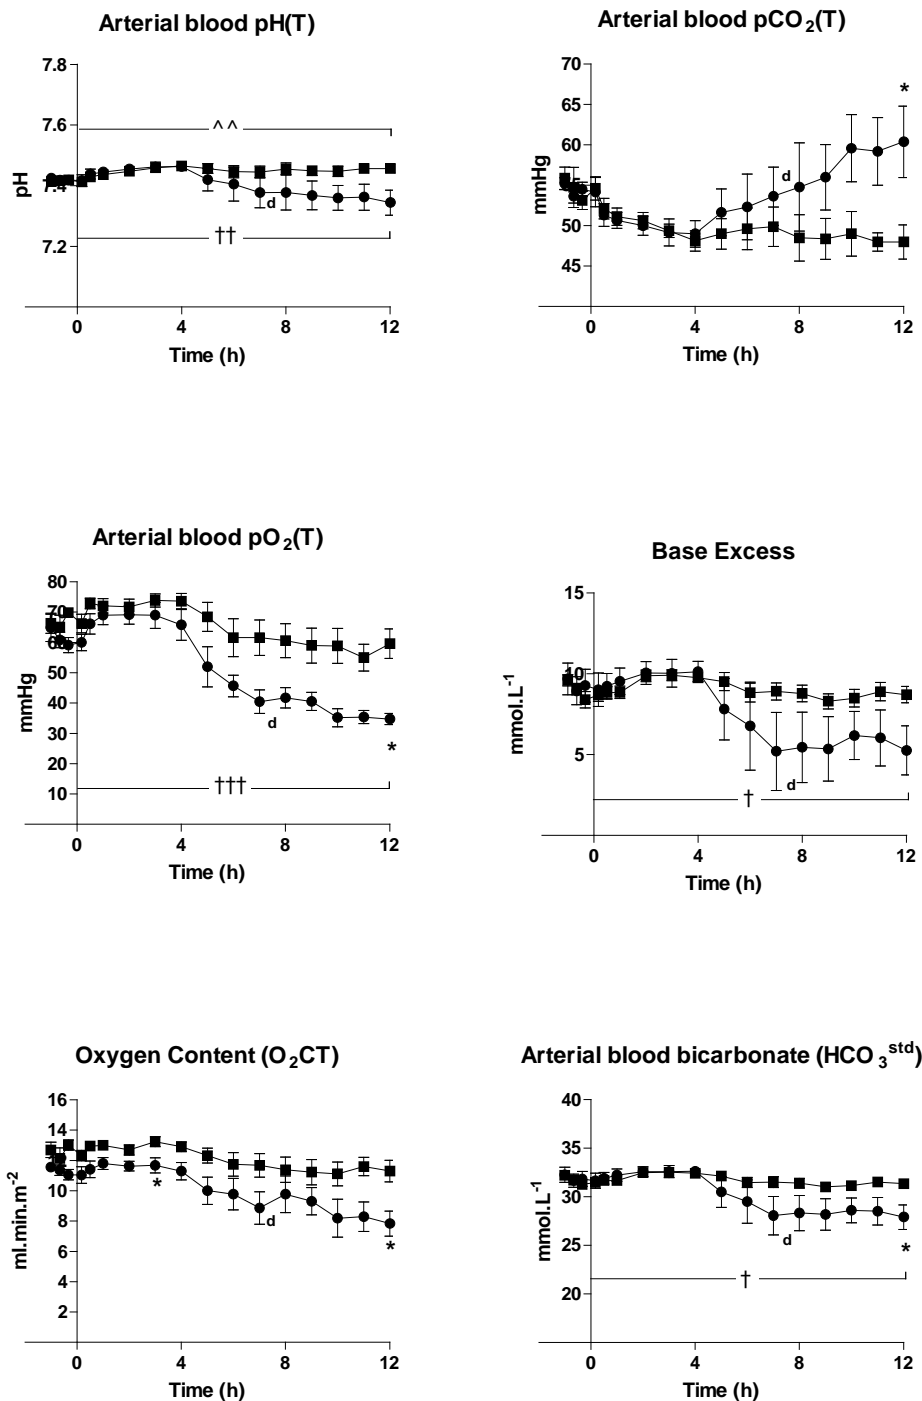 Arterial blood pH(T)
7.8
7.6
7.4
7.2
pH
^ ^
d
††
0 4 8 12
Time (h)
Arterial blood pCO₂(T)
70
65
60
55
50
45
mmHg
*
d
0 4 8 12
Time (h)
Arterial blood pO₂(T)
80
70
60
50
40
30
20
10
mmHg
d
*
†††
0 4 8 12
Time (h)
Base Excess
15
10
5
mmol.L⁻¹
d
†
0 4 8 12
Time (h)
Oxygen Content (O₂CT)
16
14
12
10
8
6
4
2
ml.min.m⁻²
*
d
*
0 4 8 12
Time (h)
Arterial blood bicarbonate (HCO₃ˢᵗᵈ)
40
35
30
25
20
mmol.L⁻¹
d
*
†
0 4 8 12
Time (h)